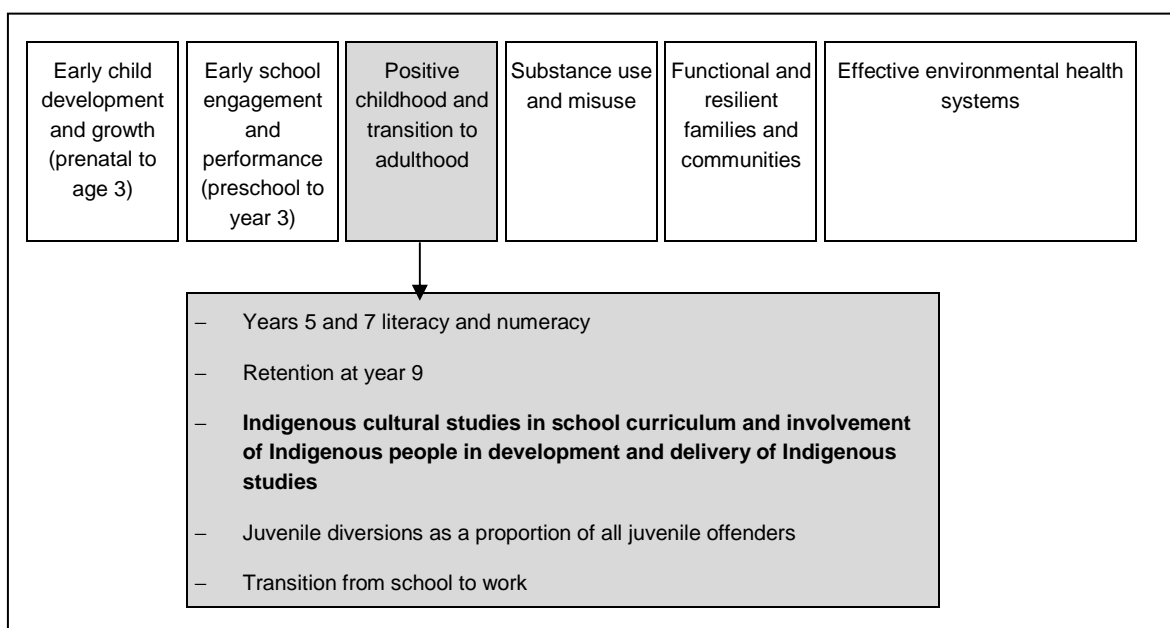 Early child
development
and growth
(prenatal to
age 3)
Early school
engagement
and
performance
(preschool to
year 3)
Positive
childhood and
transition to
adulthood
Substance use
and misuse
Functional and
resilient
families and
communities
Effective environmental health
systems
– Years 5 and 7 literacy and numeracy
– Retention at year 9
– Indigenous cultural studies in school curriculum and involvement
of Indigenous people in development and delivery of Indigenous
studies
– Juvenile diversions as a proportion of all juvenile offenders
– Transition from school to work